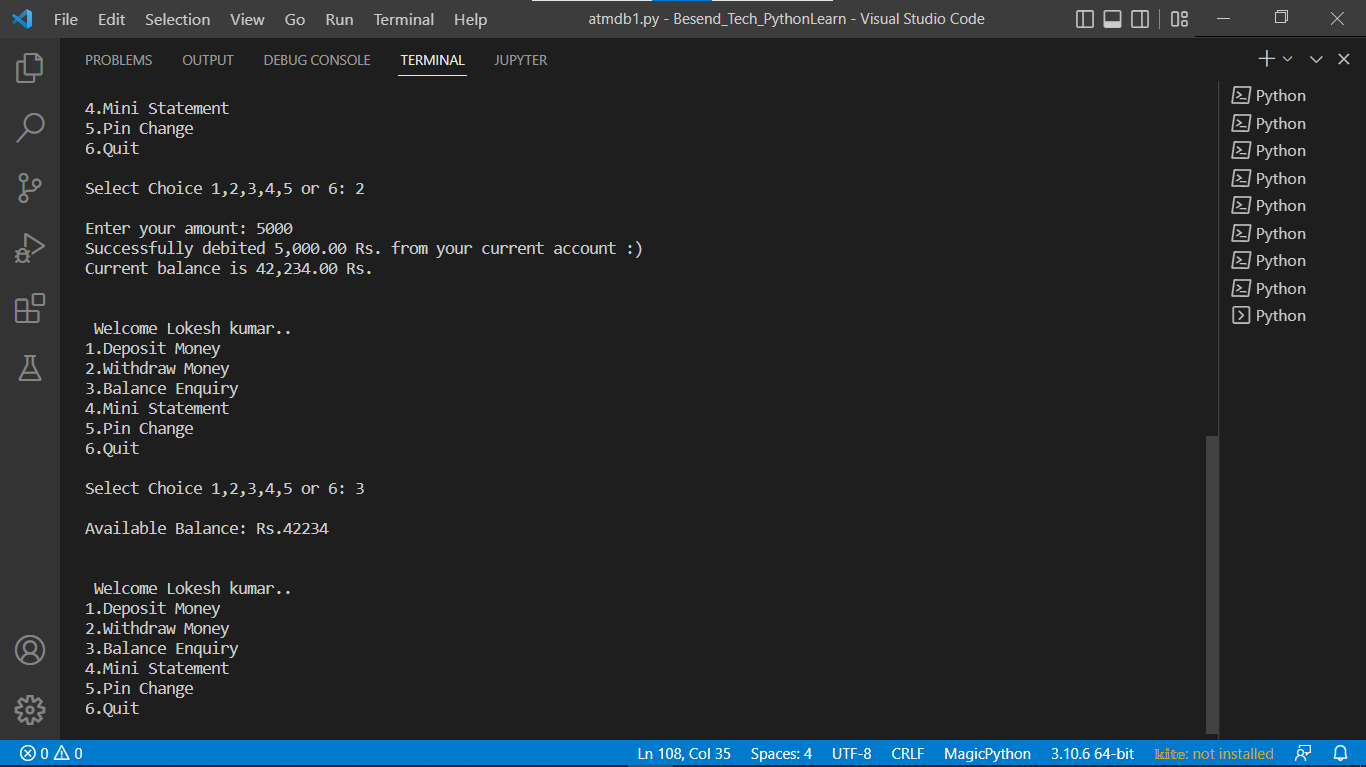 File Edit Selection View Go Run Terminal Help atmdb1.py - Besend_Tech_PythonLearn - Visual Studio Code
PROBLEMS OUTPUT DEBUG CONSOLE TERMINAL JUPYTER
4.Mini Statement
5.Pin Change
6.Quit
Select Choice 1,2,3,4,5 or 6: 2
Enter your amount: 5000
Successfully debited 5,000.00 Rs. from your current account :)
Current balance is 42,234.00 Rs.
Welcome Lokesh kumar..
1.Deposit Money
2.Withdraw Money
3.Balance Enquiry
4.Mini Statement
5.Pin Change
6.Quit
Select Choice 1,2,3,4,5 or 6: 3
Available Balance: Rs.42234
Welcome Lokesh kumar..
1.Deposit Money
2.Withdraw Money
3.Balance Enquiry
4.Mini Statement
5.Pin Change
6.Quit
Python
Python
Python
Python
Python
Python
Python
Python
Python
0 0 Ln 108, Col 35 Spaces: 4 UTF-8 CRLF MagicPython 3.10.6 64-bit kite: not installed